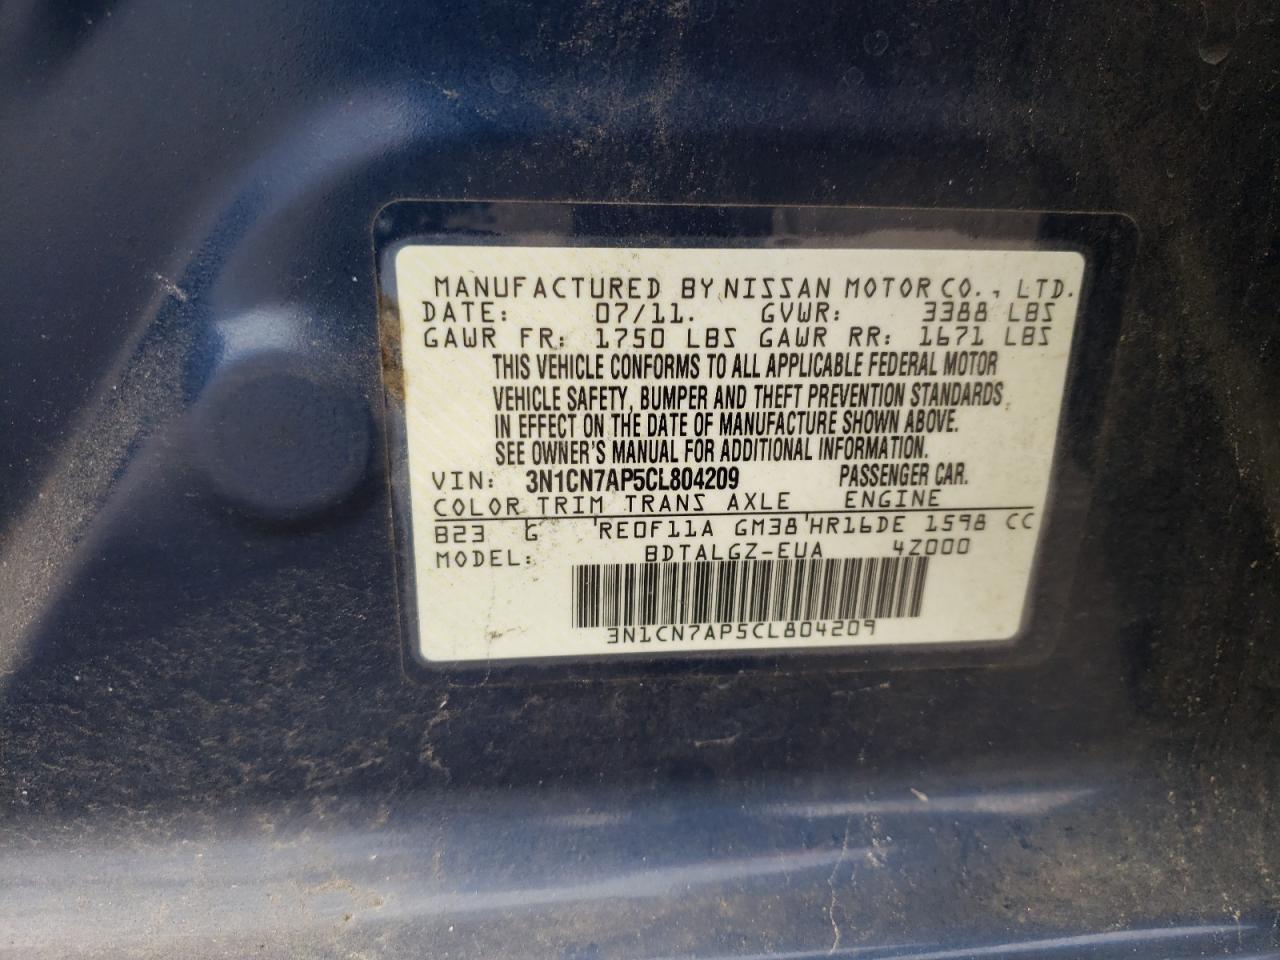 MANUFACTURED BY NISSAN MOTOR CO., LTD.
DATE: 07/11. GVWR: 3388 LBS
GAWR FR: 1750 LBS GAWR RR: 1671 LBS
THIS VEHICLE CONFORMS TO ALL APPLICABLE FEDERAL MOTOR
VEHICLE SAFETY, BUMPER AND THEFT PREVENTION STANDARDS
IN EFFECT ON THE DATE OF MANUFACTURE SHOWN ABOVE.
SEE OWNER'S MANUAL FOR ADDITIONAL INFORMATION.
VIN: 3N1CN7AP5CL804209 PASSENGER CAR.
COLOR TRIM TRANS AXLE ENGINE
B23 G RE0F11A GM38 HR16DE 1598 CC
MODEL: BDTALGZ-EUA 4Z000
3N1CN7AP5CL804209